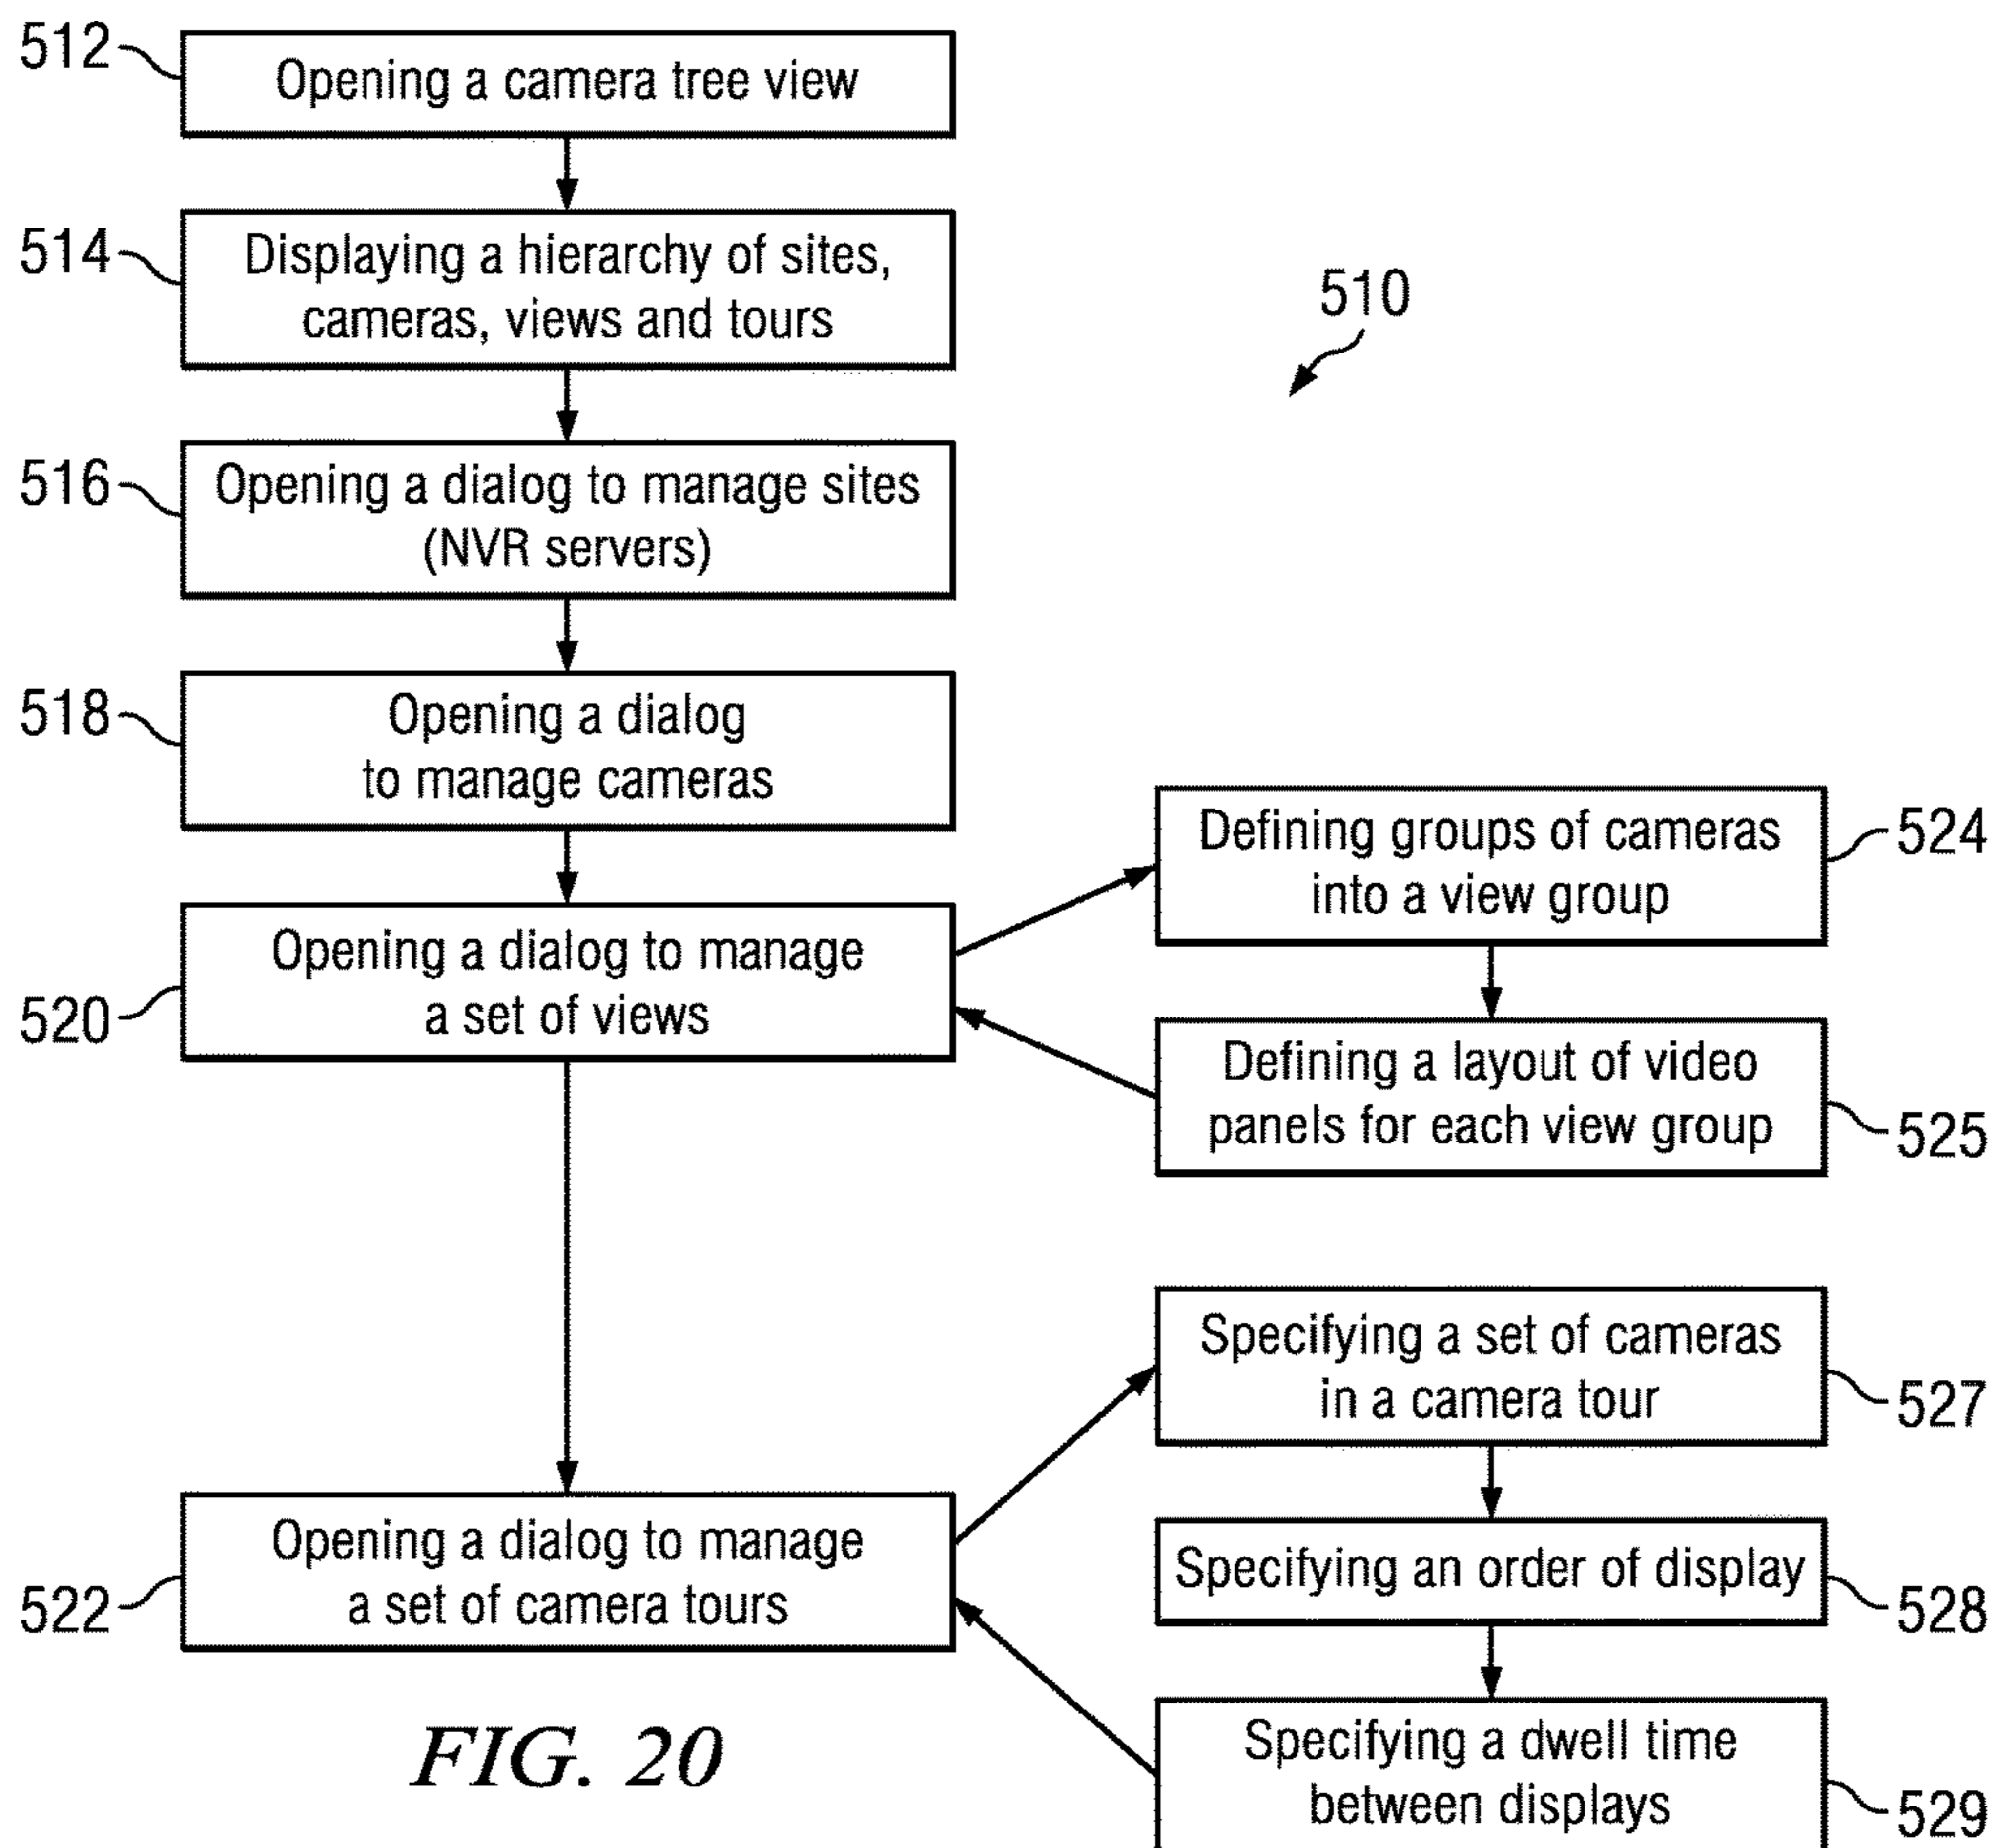 512
Opening a camera tree view
514
Displaying a hierarchy of sites,
cameras, views and tours
510
516
Opening a dialog to manage sites
(NVR servers)
518
Opening a dialog
to manage cameras
520
Opening a dialog to manage
a set of views
Defining groups of cameras
into a view group
524
Defining a layout of video
panels for each view group
525
522
Opening a dialog to manage
a set of camera tours
Specifying a set of cameras
in a camera tour
527
Specifying an order of display
528
Specifying a dwell time
between displays
529
FIG. 20